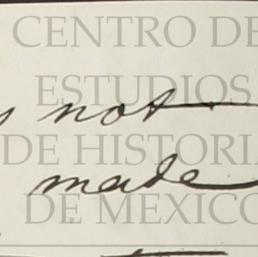 CENTRO DE
ESTUDIOS
not
DE HISTORI
made
DE MEXICO